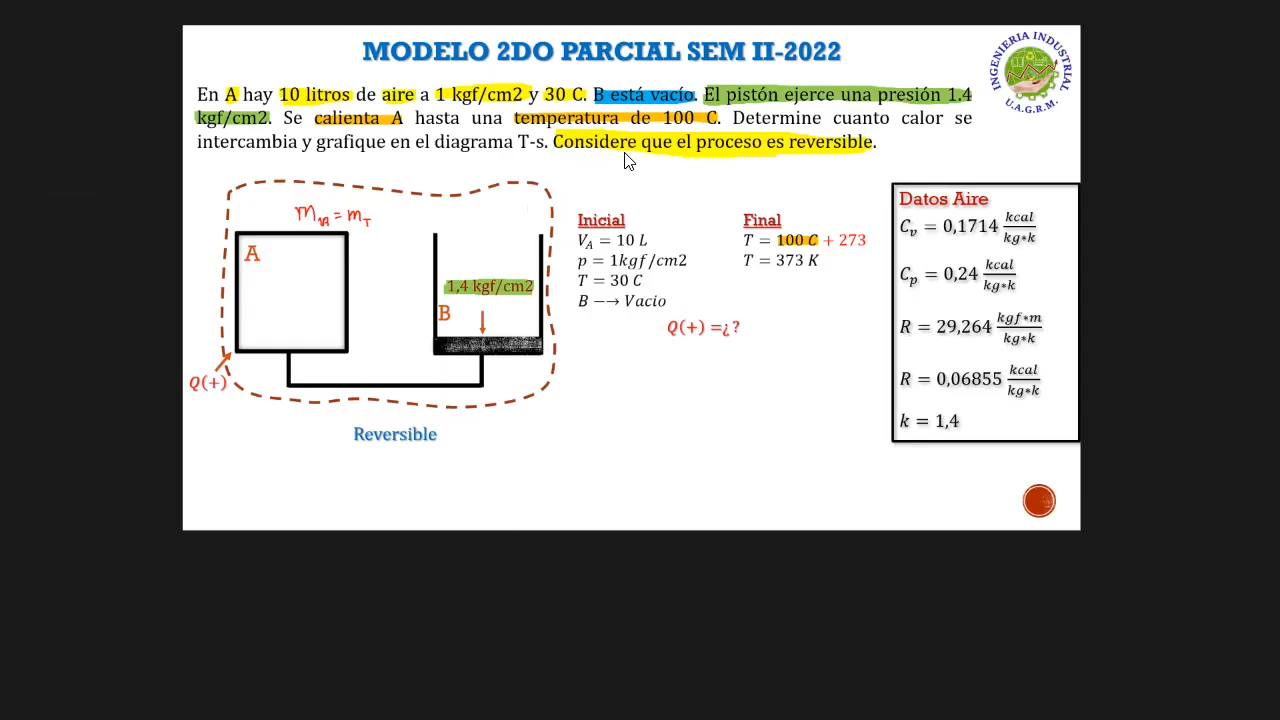 MODELO 2DO PARCIAL SEM II-2022
INGENIERIA INDUSTRIAL
U.A.G.R.M.
En A hay 10 litros de aire a 1 kgf/cm2 y 30 C. B está vacío. El pistón ejerce una presión 1.4
kgf/cm2. Se calienta A hasta una temperatura de 100 C. Determine cuanto calor se
intercambia y grafique en el diagrama T-s. Considere que el proceso es reversible.
m1A = mT
A
1,4 kgf/cm2
B
Q(+)
Reversible
Inicial
V_A = 10 L
p = 1kgf/cm2
T = 30 C
B −→ Vacio
Final
T = 100 C + 273
T = 373 K
Q(+) =¿?
Datos Aire
C_v = 0,1714 kcal/kg*k
C_p = 0,24 kcal/kg*k
R = 29,264 kgf*m/kg*k
R = 0,06855 kcal/kg*k
k = 1,4